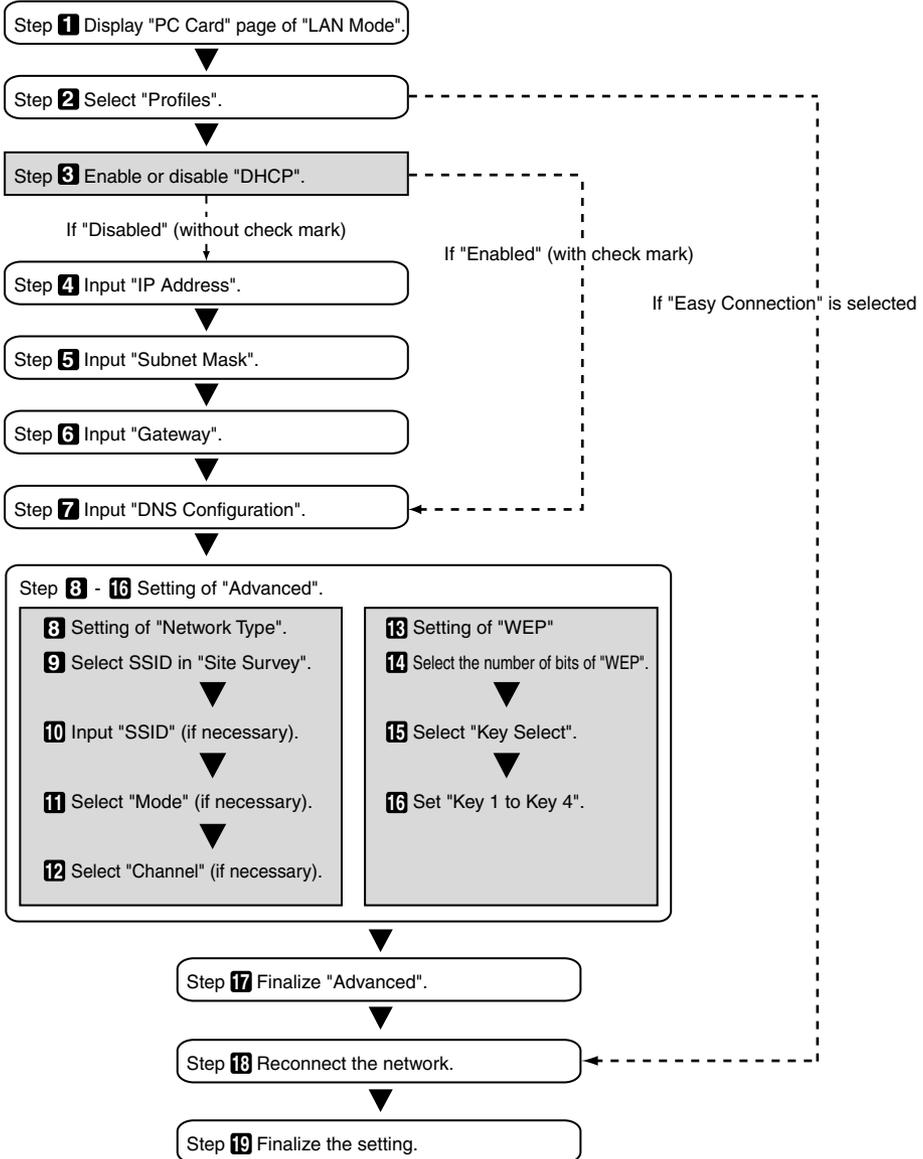 Step 1 Display "PC Card" page of "LAN Mode".
Step 2 Select "Profiles".
Step 3 Enable or disable "DHCP".
If "Disabled" (without check mark)
If "Enabled" (with check mark)
If "Easy Connection" is selected
Step 4 Input "IP Address".
Step 5 Input "Subnet Mask".
Step 6 Input "Gateway".
Step 7 Input "DNS Configuration".
Step 8 - 16 Setting of "Advanced".
8 Setting of "Network Type".
9 Select SSID in "Site Survey".
10 Input "SSID" (if necessary).
11 Select "Mode" (if necessary).
12 Select "Channel" (if necessary).
13 Setting of "WEP"
14 Select the number of bits of "WEP".
15 Select "Key Select".
16 Set "Key 1 to Key 4".
Step 17 Finalize "Advanced".
Step 18 Reconnect the network.
Step 19 Finalize the setting.